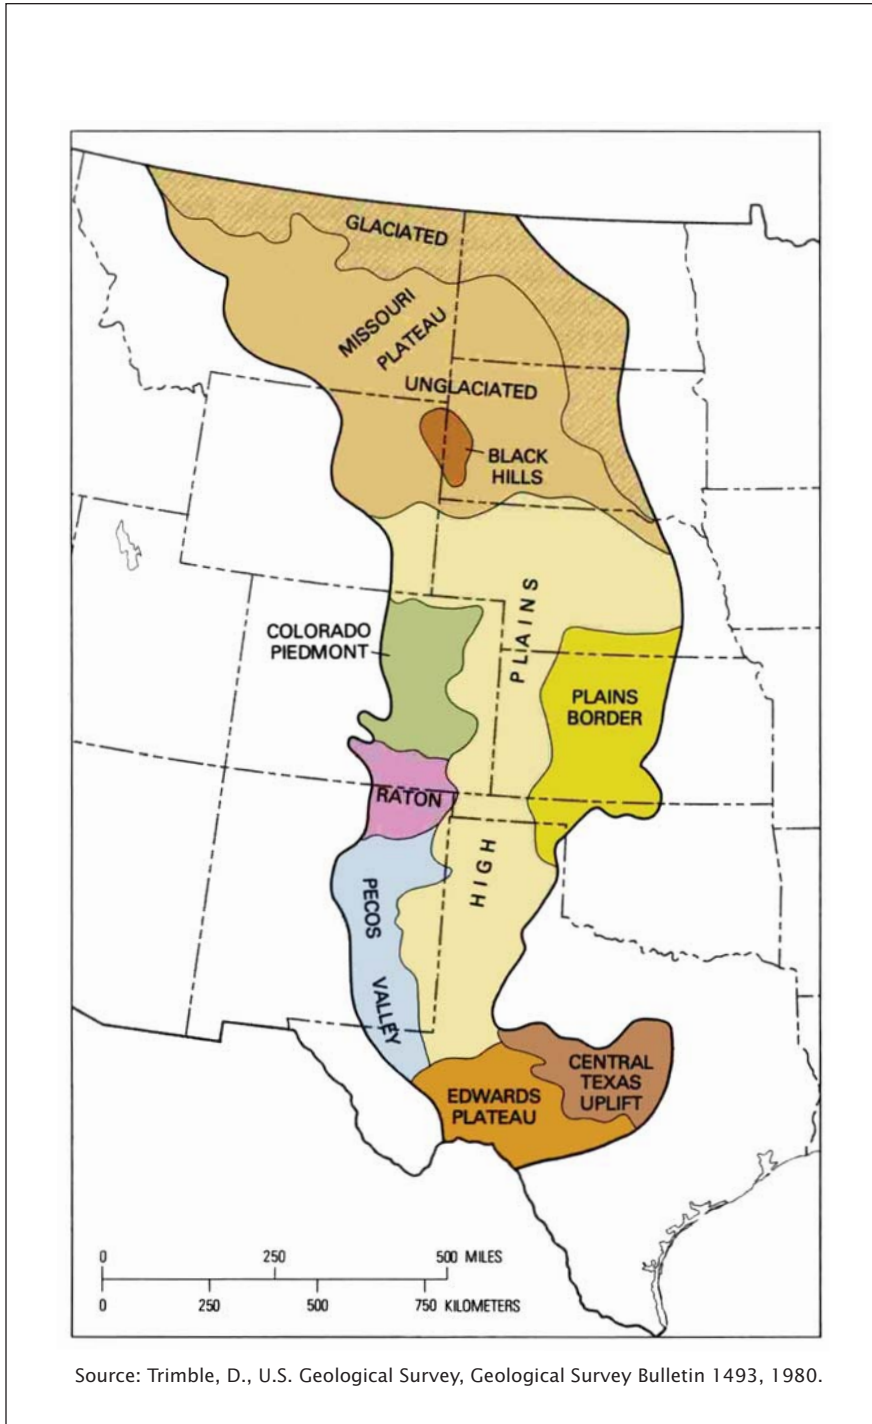 GLACIATED
MISSOURI
PLATEAU
UNGLACIATED
BLACK
HILLS
COLORADO
PIEDMONT
HIGH PLAINS
PLAINS
BORDER
RATON
PECOS
VALLEY
CENTRAL
TEXAS
UPLIFT
EDWARDS
PLATEAU
0 250 500 MILES
0 250 500 750 KILOMETERS
Source: Trimble, D., U.S. Geological Survey, Geological Survey Bulletin 1493, 1980.